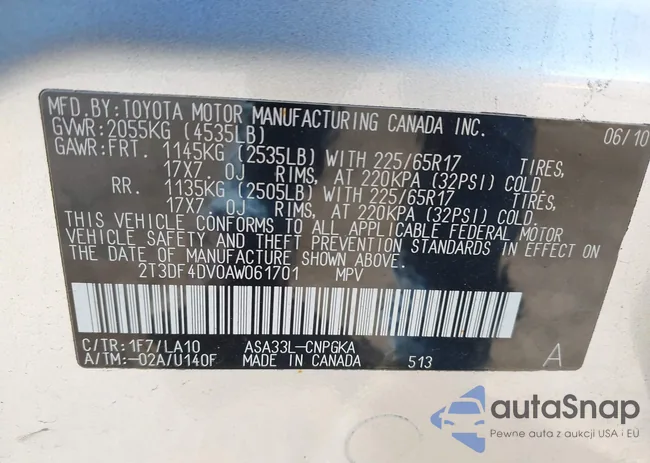 MFD.BY:TOYOTA MOTOR MANUFACTURING CANADA INC. 06/10
GVWR: 2055KG (4535LB)
GAWR:FRT. 1145KG (2535LB) WITH 225/65R17 TIRES,
17X7. 0J RIMS, AT 220KPA (32PSI) COLD.
RR. 1135KG (2505LB) WITH 225/65R17 TIRES,
17X7. 0J RIMS, AT 220KPA (32PSI) COLD.
THIS VEHICLE CONFORMS TO ALL APPLICABLE FEDERAL MOTOR
VEHICLE SAFETY AND THEFT PREVENTION STANDARDS IN EFFECT ON
THE DATE OF MANUFACTURE SHOWN ABOVE.
2T3DF4DV0AW061701 MPV
C/TR:1F7/LA10 ASA33L-CNPGKA
A/TM:-02A/U140F MADE IN CANADA 513 A
autaSnap
Pewne auta z aukcji USA i EU